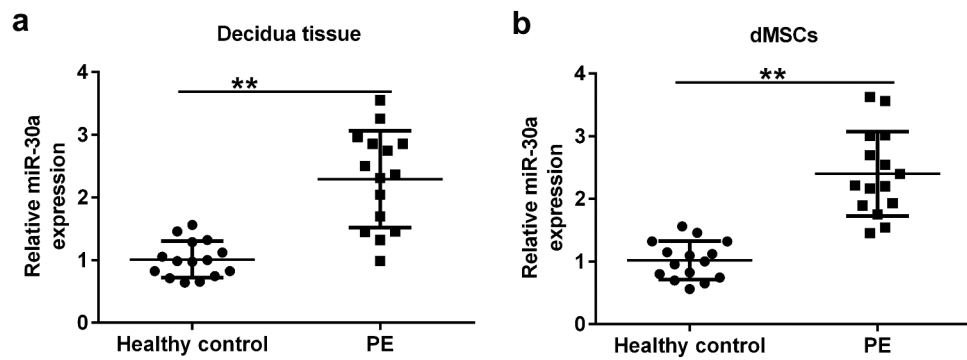 a
Decidua tissue
Relative miR-30a
expression
4
3
2
1
0
**
Healthy control
PE
b
dMSCs
Relative miR-30a
expression
4
3
2
1
0
**
Healthy control
PE